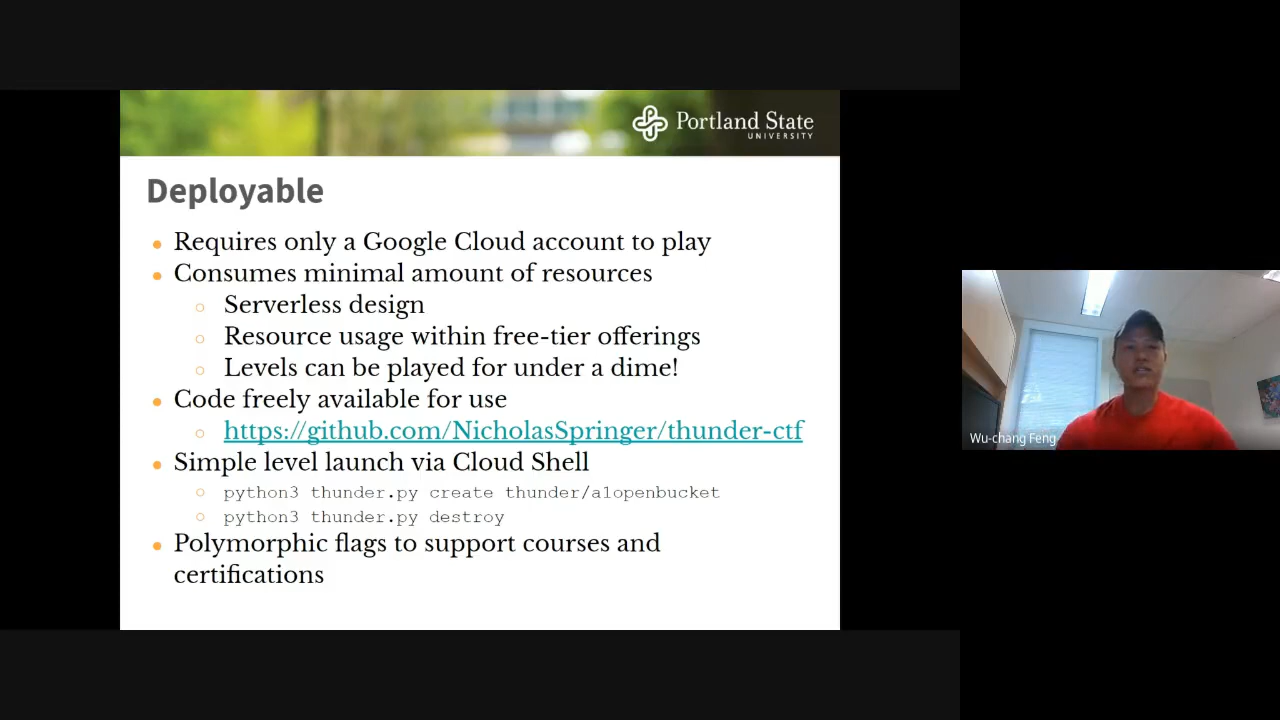 Portland State
UNIVERSITY
Deployable
Requires only a Google Cloud account to play
Consumes minimal amount of resources
Serverless design
Resource usage within free-tier offerings
Levels can be played for under a dime!
Code freely available for use
https://github.com/NicholasSpringer/thunder-ctf
Simple level launch via Cloud Shell
python3 thunder.py create thunder/a1openbucket
python3 thunder.py destroy
Polymorphic flags to support courses and
certifications
Wu-chang Feng